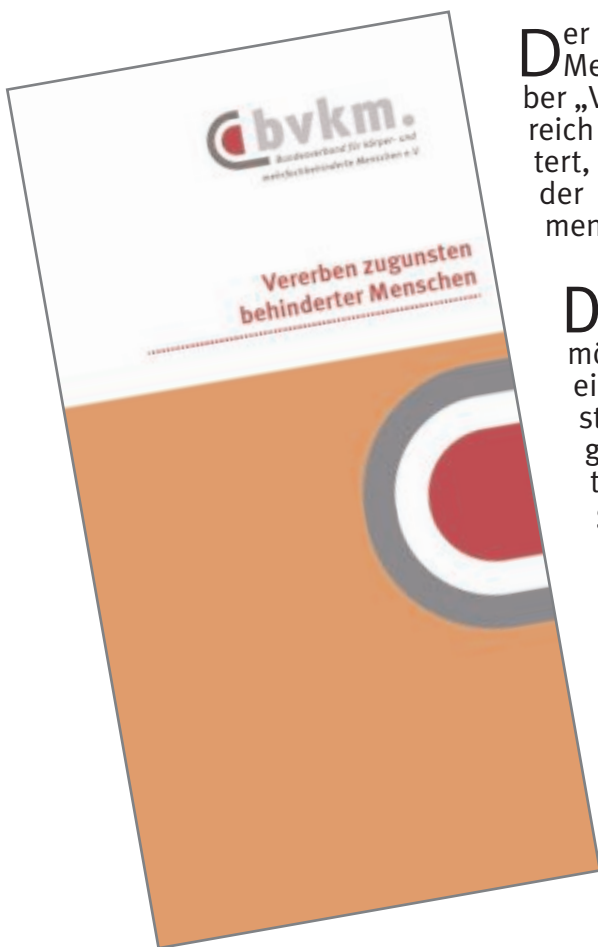 bvkm.
Bundesverband für körper- und
mehrfachbehinderte Menschen e.V.
Vererben zugunsten
behinderter Menschen
Der
Me
ber „V
reich
tert,
der
men
D
mö
ei
st
g
t